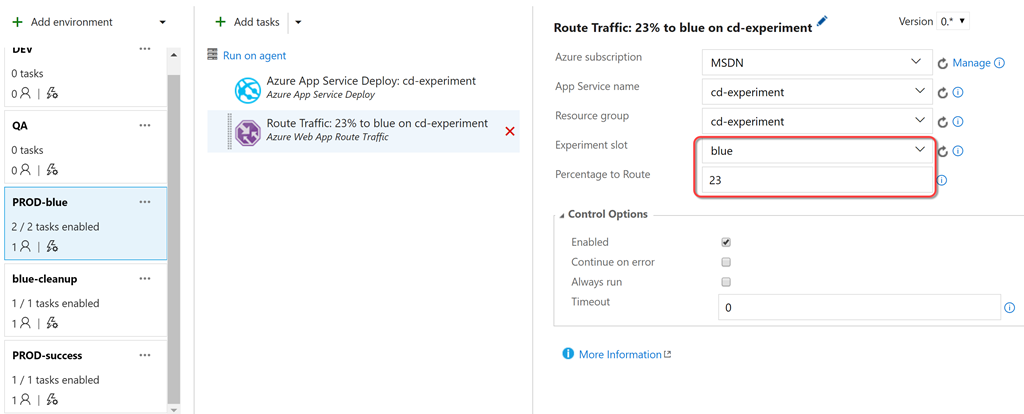 Add environment
DEV
0 tasks
0
QA
0 tasks
0
PROD-blue
2 / 2 tasks enabled
1
blue-cleanup
1 / 1 tasks enabled
1
PROD-success
1 / 1 tasks enabled
1
Add tasks
Run on agent
Azure App Service Deploy: cd-experiment
Azure App Service Deploy
Route Traffic: 23% to blue on cd-experiment
Azure Web App Route Traffic
Route Traffic: 23% to blue on cd-experiment
Version 0.*
Azure subscription MSDN Manage
App Service name cd-experiment
Resource group cd-experiment
Experiment slot blue
Percentage to Route 23
Control Options
Enabled
Continue on error
Always run
Timeout 0
More Information